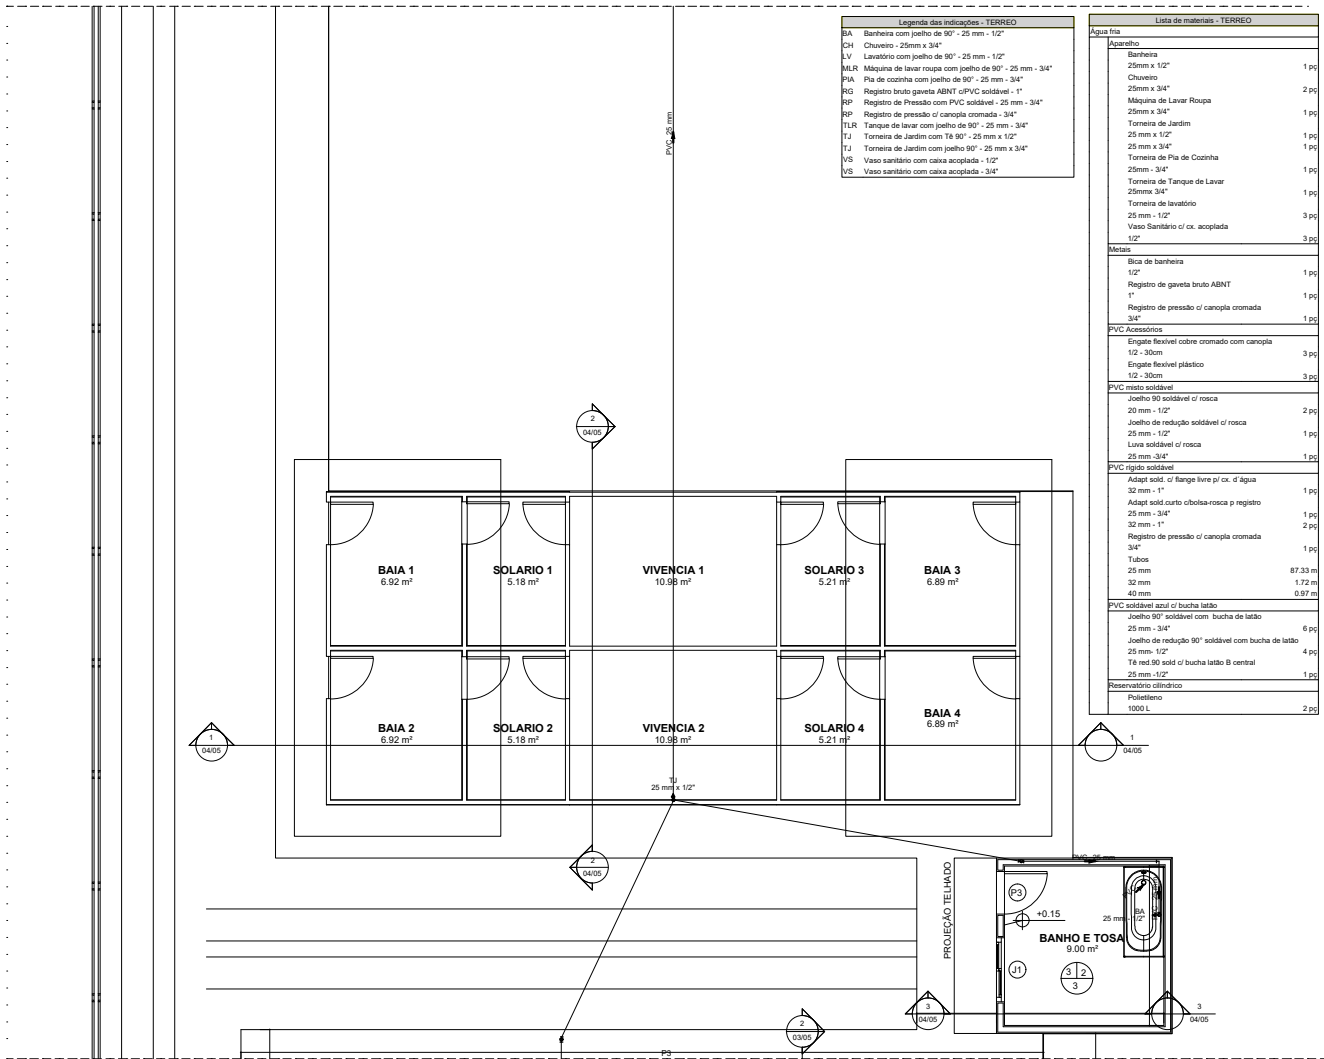 Legenda das indicações - TERREO
BA Banheira com joelho de 90° - 25 mm - 1/2"
CH Chuveiro - 25mm x 3/4"
LV Lavatório com joelho de 90° - 25 mm - 1/2"
MLR Máquina de lavar roupa com joelho de 90° - 25 mm - 3/4"
PIA Pia de cozinha com joelho de 90° - 25 mm - 3/4"
RG Registro bruto gaveta ABNT c/PVC soldável - 1"
RP Registro de Pressão com PVC soldável - 25 mm - 3/4"
RP Registro de pressão c/ canopla cromada - 3/4"
TLR Tanque de lavar com joelho de 90° - 25 mm - 3/4"
TJ Torneira de Jardim com Tê 90° - 25 mm x 1/2"
TJ Torneira de Jardim com joelho 90° - 25 mm x 3/4"
VS Vaso sanitário com caixa acoplada - 1/2"
VS Vaso sanitário com caixa acoplada - 3/4"
Lista de materiais - TERREO
Água fria
Aparelho
Banheira
25mm x 1/2" 1 pç
Chuveiro
25mm x 3/4" 2 pç
Máquina de Lavar Roupa
25mm x 3/4" 1 pç
Torneira de Jardim
25 mm x 1/2" 1 pç
25 mm x 3/4" 1 pç
Torneira de Pia de Cozinha
25mm - 3/4" 1 pç
Torneira de Tanque de Lavar
25mmx 3/4" 1 pç
Torneira de lavatório
25 mm - 1/2" 3 pç
Vaso Sanitário c/ cx. acoplada
1/2" 3 pç
Metais
Bica de banheira
1/2" 1 pç
Registro de gaveta bruto ABNT
1" 1 pç
Registro de pressão c/ canopla cromada
3/4" 1 pç
PVC Acessórios
Engate flexível cobre cromado com canopla
1/2 - 30cm 3 pç
Engate flexível plástico
1/2 - 30cm 3 pç
PVC misto soldável
Joelho 90 soldável c/ rosca
20 mm - 1/2" 2 pç
Joelho de redução soldável c/ rosca
25 mm - 1/2" 1 pç
Luva soldável c/ rosca
25 mm -3/4" 1 pç
PVC rígido soldável
Adapt sold. c/ flange livre p/ cx. d´água
32 mm - 1" 1 pç
Adapt sold.curto c/bolsa-rosca p registro
25 mm - 3/4" 1 pç
32 mm - 1" 2 pç
Registro de pressão c/ canopla cromada
3/4" 1 pç
Tubos
25 mm 87.33 m
32 mm 1.72 m
40 mm 0.97 m
PVC soldável azul c/ bucha latão
Joelho 90° soldável com bucha de latão
25 mm - 3/4" 6 pç
Joelho de redução 90° soldável com bucha de latão
25 mm- 1/2" 4 pç
Tê red.90 sold c/ bucha latão B central
25 mm -1/2" 1 pç
Reservatório cilíndrico
Polietileno
1000 L 2 pç
PVC 25 mm
2
04/05
BAIA 1
6.92 m²
SOLARIO 1
5.18 m²
VIVENCIA 1
10.98 m²
SOLARIO 3
5.21 m²
BAIA 3
6.89 m²
BAIA 2
6.92 m²
SOLARIO 2
5.18 m²
VIVENCIA 2
10.98 m²
SOLARIO 4
5.21 m²
BAIA 4
6.89 m²
1
04/05
1
04/05
TJ
25 mm x 1/2"
2
04/05
PROJEÇÃO TELHADO
PVC 25 mm
P3
+0.15
BA
25 mm - 1/2"
BANHO E TOSA
9.00 m²
J1
3 2
3
3
04/05
3
04/05
2
03/05
P3